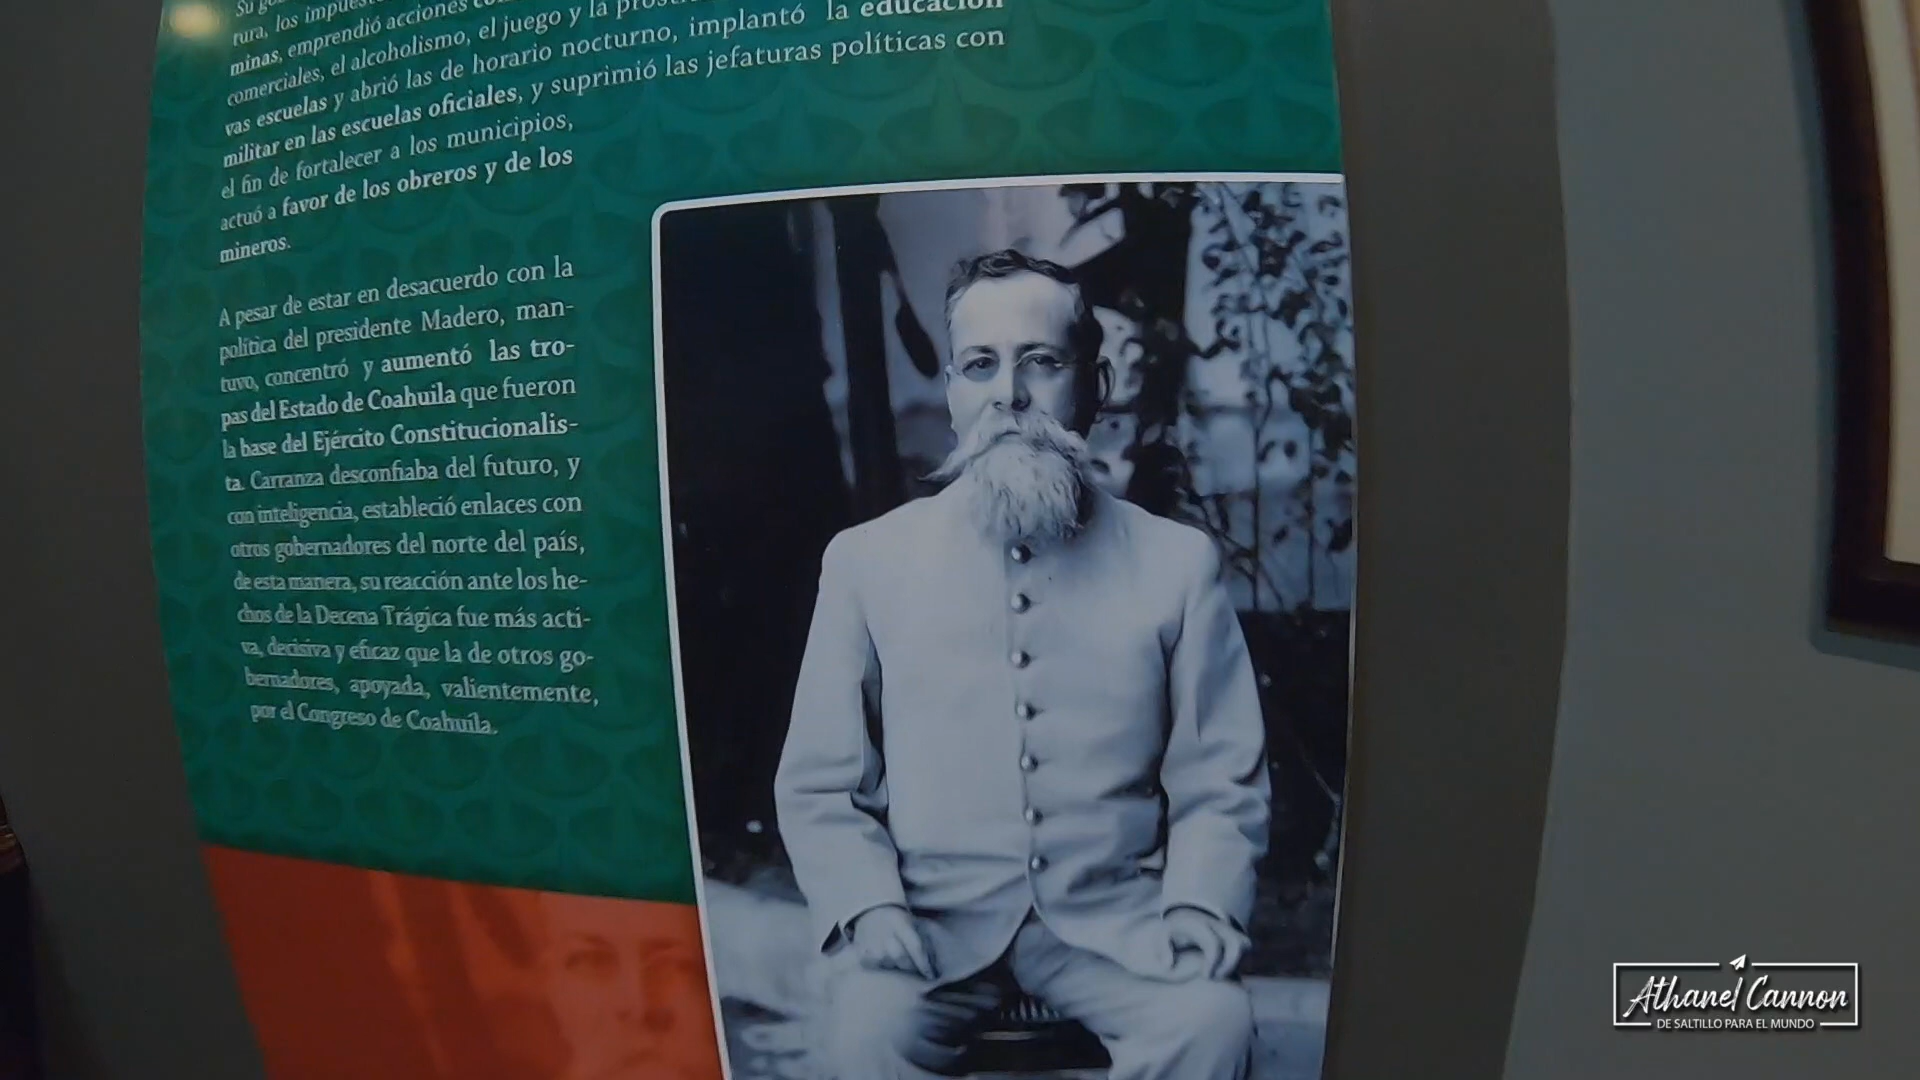 rura, los
minas, emprendió acciones
comerciales, el alcoholismo, el juego y la
vas escuelas y abrió las de horario nocturno, implantó la educación
militar en las escuelas oficiales, y suprimió las jefaturas políticas con
el fin de fortalecer a los municipios,
actuó a favor de los obreros y de los
mineros.
A pesar de estar en desacuerdo con la
política del presidente Madero, man-
tuvo, concentró y aumentó las tro-
pas del Estado de Coahuila que fueron
la base del Ejército Constitucionalis-
ta. Carranza desconfiaba del futuro, y
con inteligencia, estableció enlaces con
otros gobernadores del norte del país,
de esta manera, su reacción ante los he-
chos de la Decena Trágica fue más acti-
va, decisiva y eficaz que la de otros go-
bernadores, apoyada, valientemente,
por el Congreso de Coahuila.
Athanel Cannon
DE SALTILLO PARA EL MUNDO